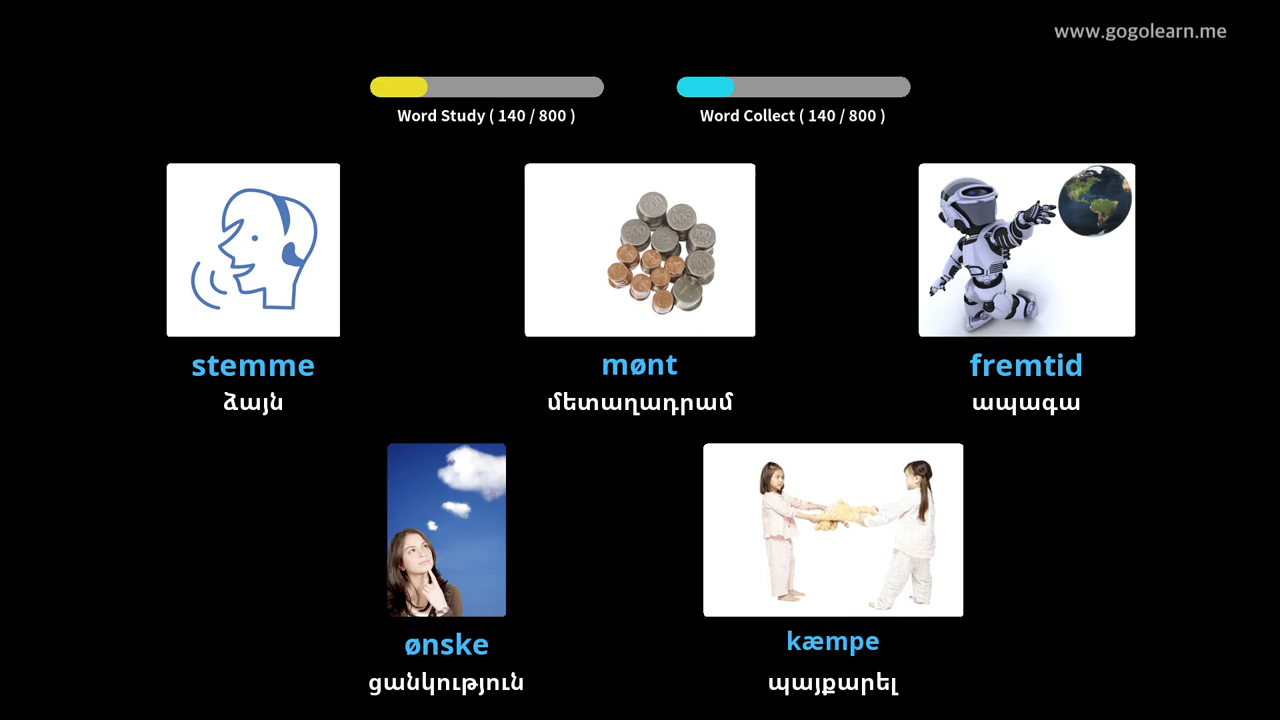 www.gogolearn.me
Word Study ( 140 / 800 )
Word Collect ( 140 / 800 )
stemme
ձայն
mønt
մետաղադրամ
fremtid
ապագա
ønske
ցանկություն
kæmpe
պայքարել